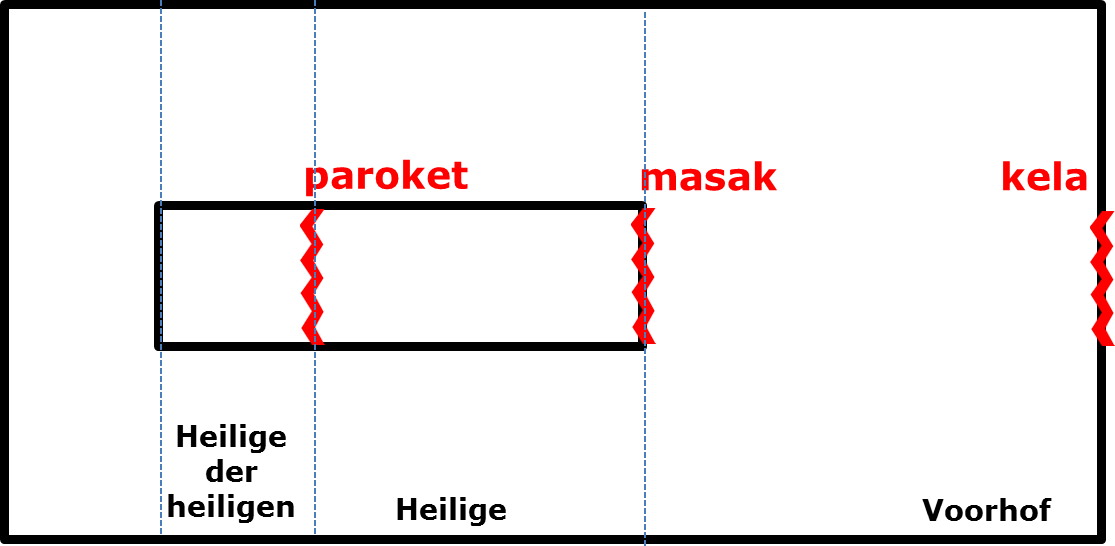 paroket
masak
kela
Heilige
der
heiligen
Heilige
Voorhof